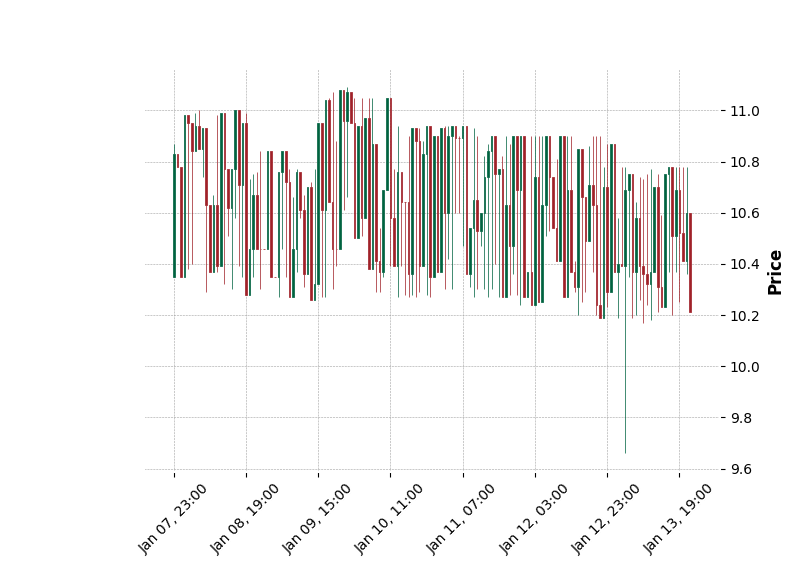 11.0
10.8
10.6
10.4
10.2
10.0
9.8
9.6
Price
Jan 07, 23:00
Jan 08, 19:00
Jan 09, 15:00
Jan 10, 11:00
Jan 11, 07:00
Jan 12, 03:00
Jan 12, 23:00
Jan 13, 19:00